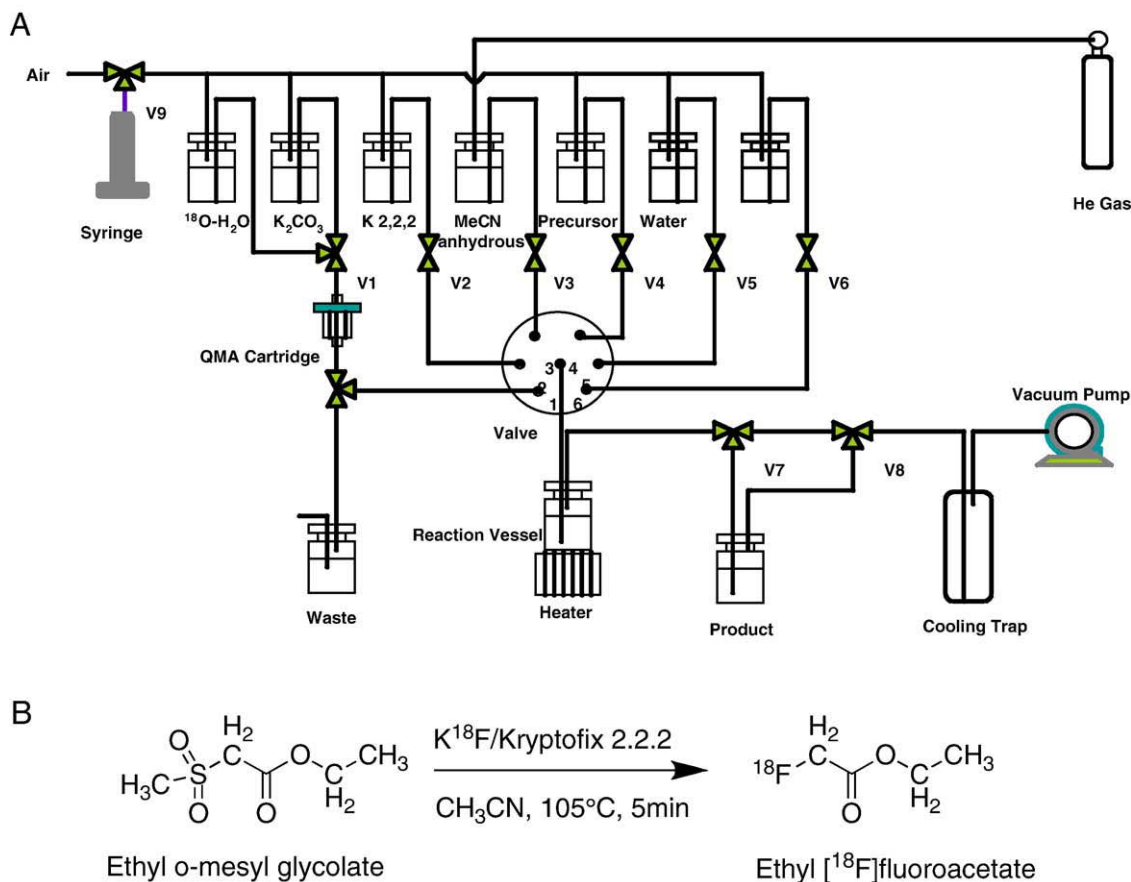 A
Air
V9
Syringe
¹⁸O-H₂O
K₂CO₃
K 2,2,2
MeCN
anhydrous
Precursor
Water
He Gas
V1
V2
V3
V4
V5
V6
QMA Cartridge
3 4
2 5
1 6
Valve
Vacuum Pump
V7
V8
Reaction Vessel
Waste
Heater
Product
Cooling Trap
B
O
H₂
C
S
H₃C
O
O
O
C
H₂
CH₃
K¹⁸F/Kryptofix 2.2.2
CH₃CN, 105°C, 5min
H₂
C
¹⁸F
O
O
C
H₂
CH₃
Ethyl o-mesyl glycolate
Ethyl [¹⁸F]fluoroacetate